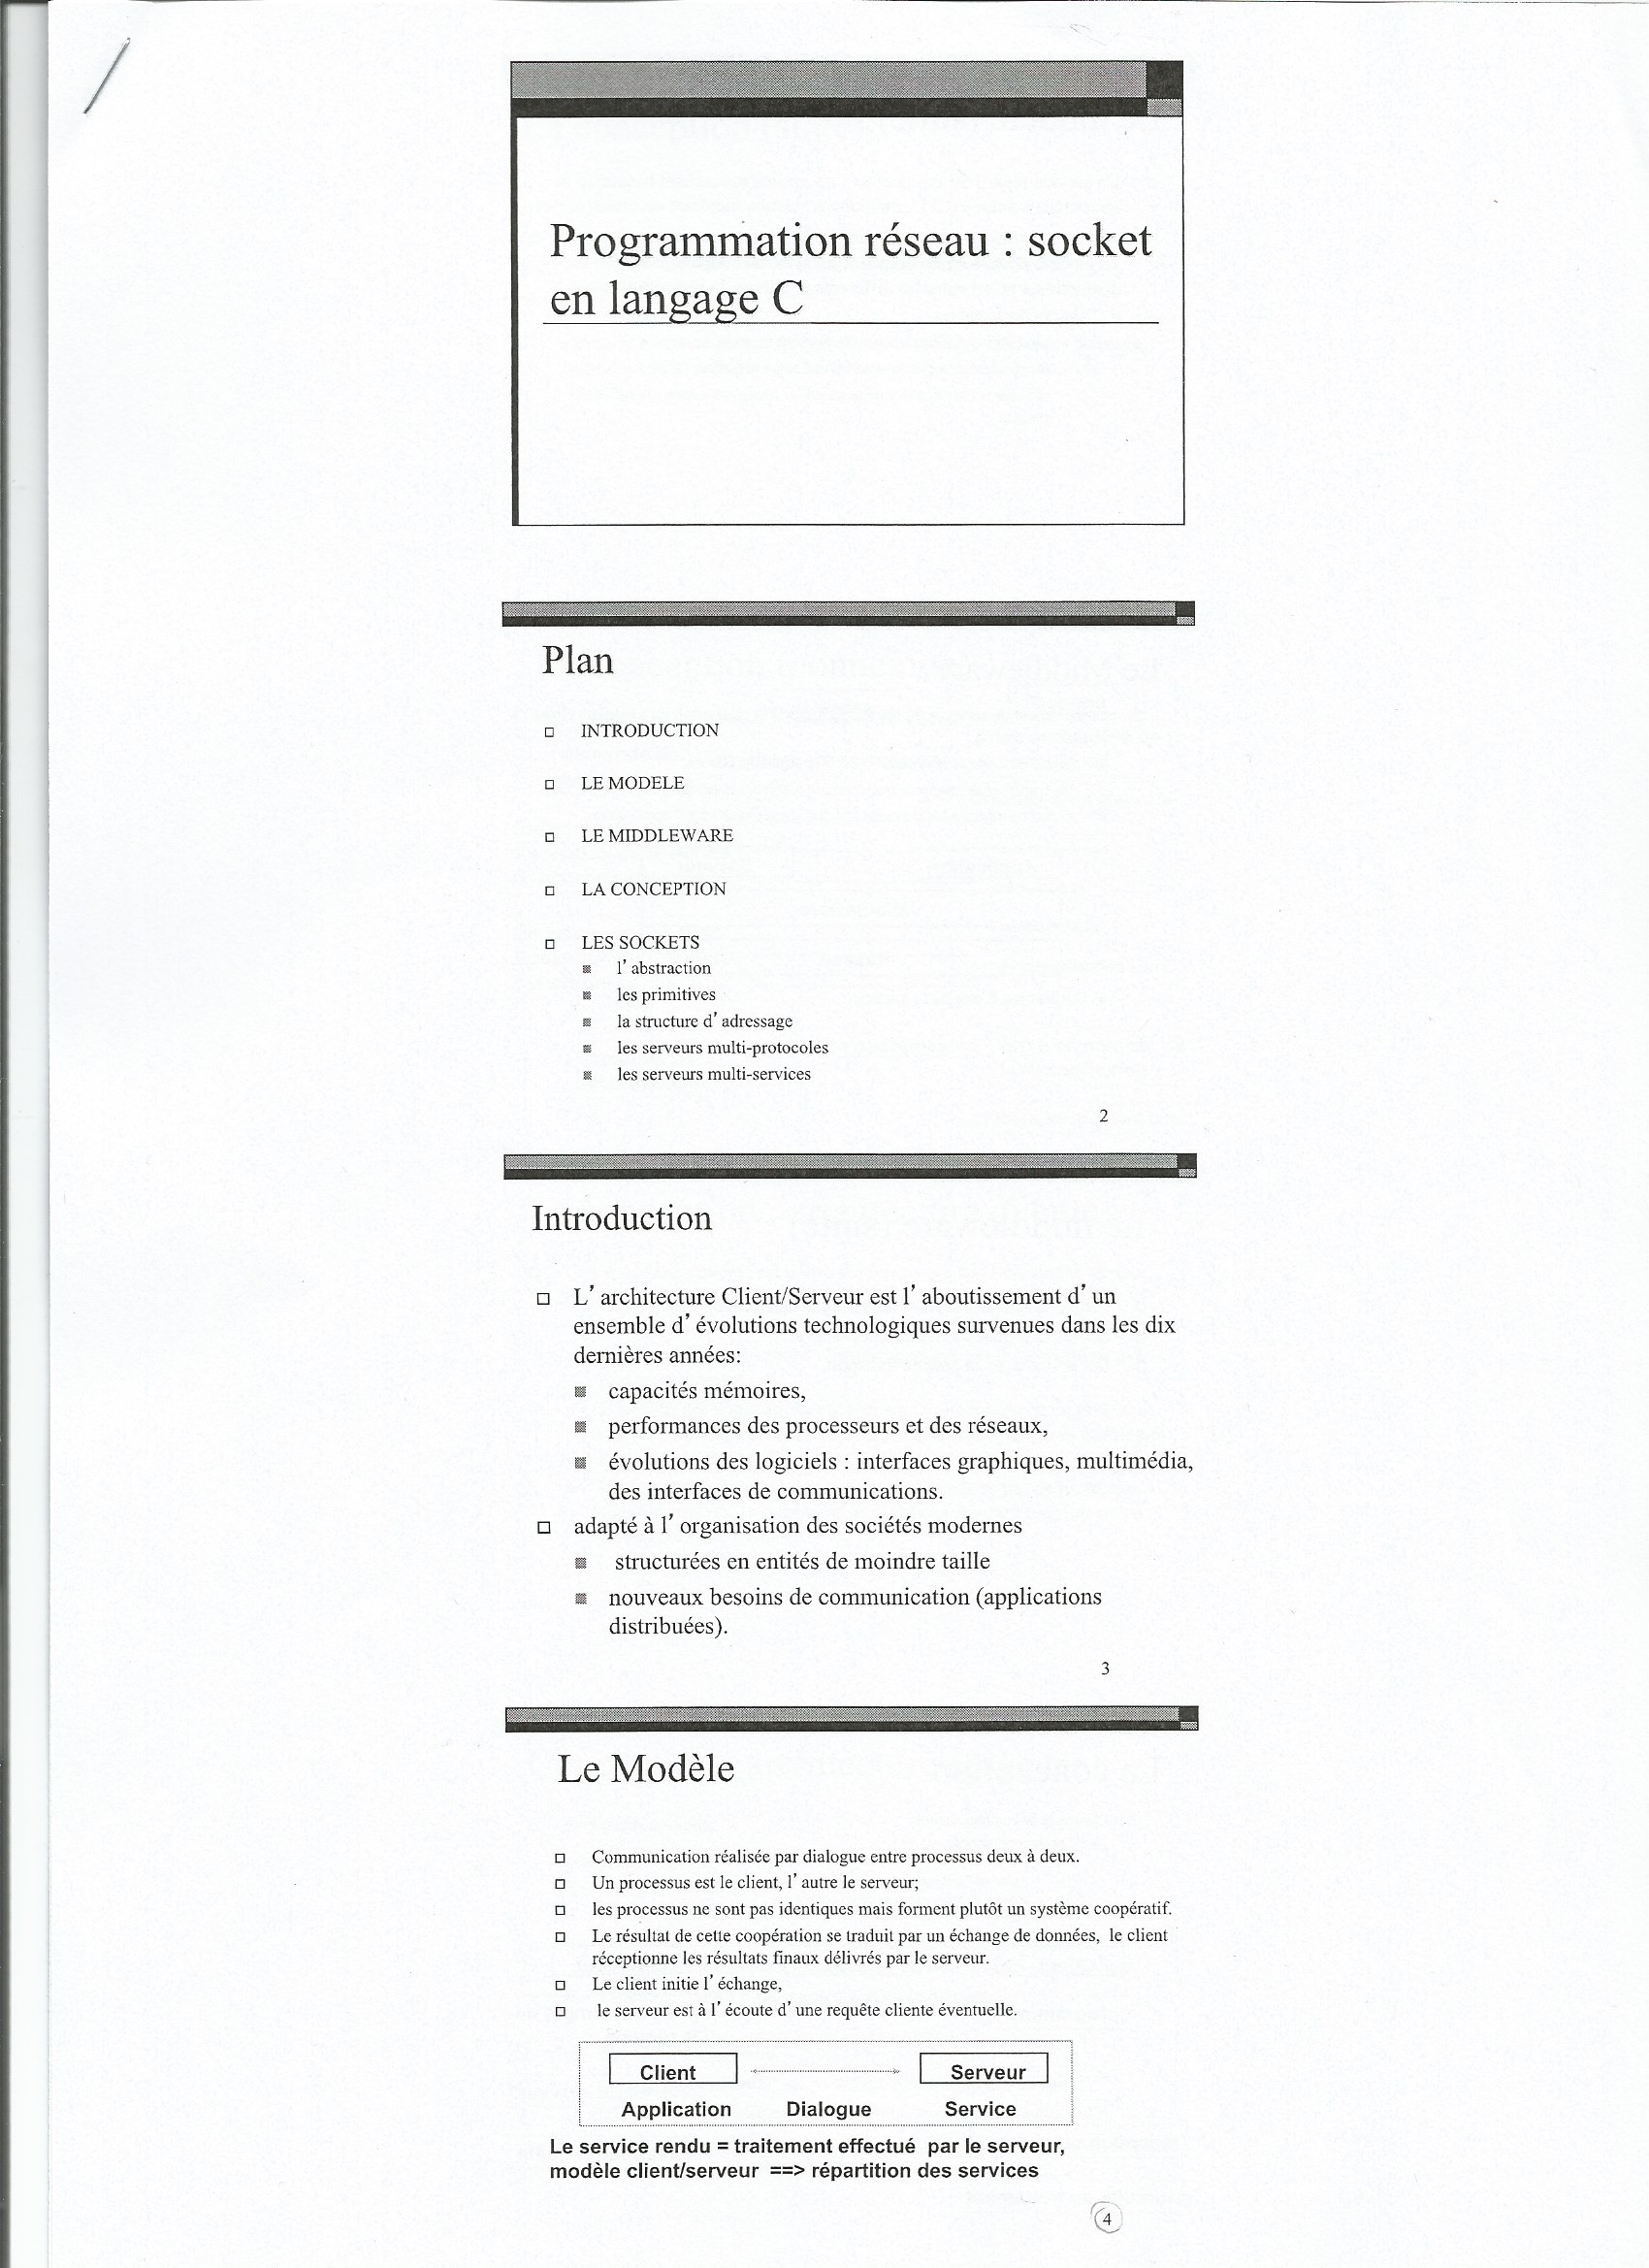 Programmation réseau : socket
en langage C
Plan
INTRODUCTION
LE MODELE
LE MIDDLEWARE
LA CONCEPTION
LES SOCKETS
l’ abstraction
les primitives
la structure d’ adressage
les serveurs multi-protocoles
les serveurs multi-services
2
Introduction
L’ architecture Client/Serveur est l’ aboutissement d’ un
ensemble d’ évolutions technologiques survenues dans les dix
dernières années:
capacités mémoires,
performances des processeurs et des réseaux,
évolutions des logiciels : interfaces graphiques, multimédia,
des interfaces de communications.
adapté à l’ organisation des sociétés modernes
structurées en entités de moindre taille
nouveaux besoins de communication (applications
distribuées).
3
Le Modèle
Communication réalisée par dialogue entre processus deux à deux.
Un processus est le client, l’ autre le serveur;
les processus ne sont pas identiques mais forment plutôt un système coopératif.
Le résultat de cette coopération se traduit par un échange de données, le client
réceptionne les résultats finaux délivrés par le serveur.
Le client initie l’ échange,
le serveur est à l’ écoute d’ une requête cliente éventuelle.
Client Serveur
Application Dialogue Service
Le service rendu = traitement effectué par le serveur,
modèle client/serveur ==> répartition des services
4